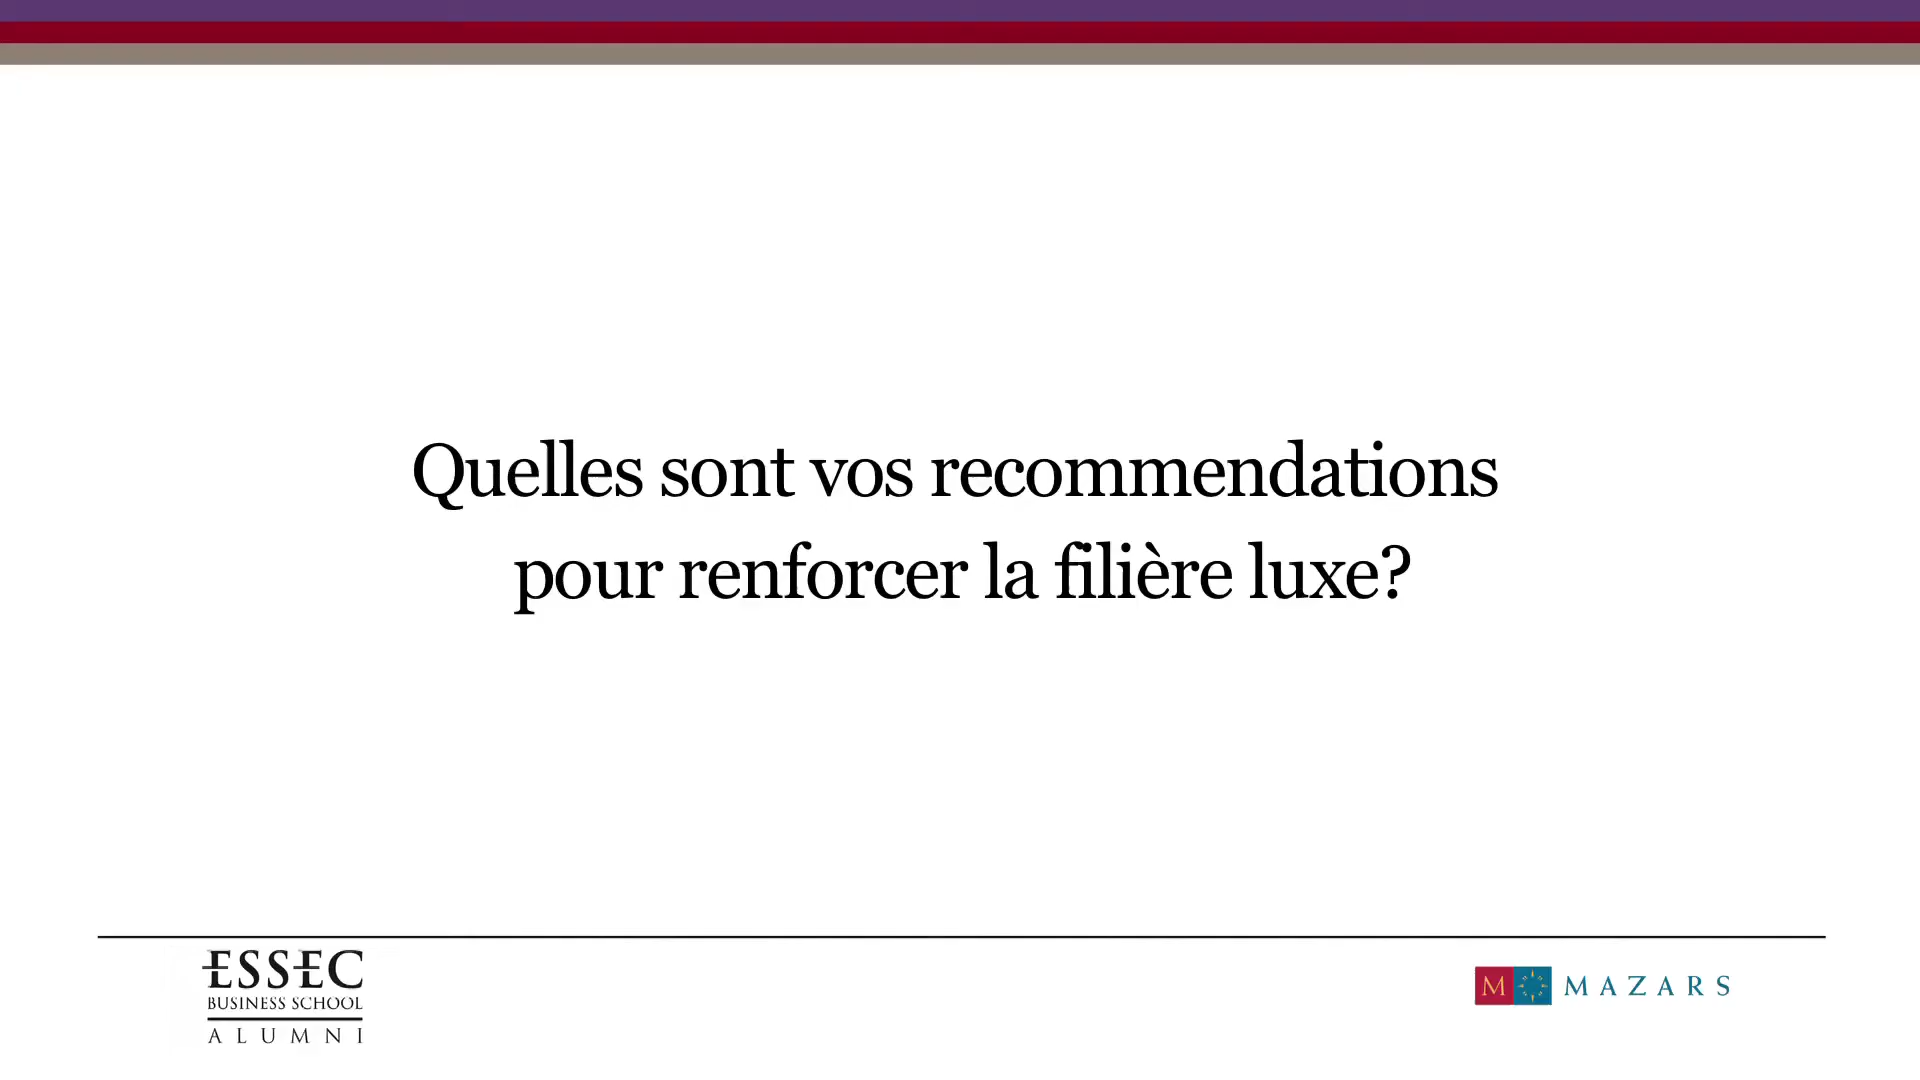 Quelles sont vos recommendations
pour renforcer la filière luxe?
ESSEC
BUSINESS SCHOOL
ALUMNI
M MAZARS